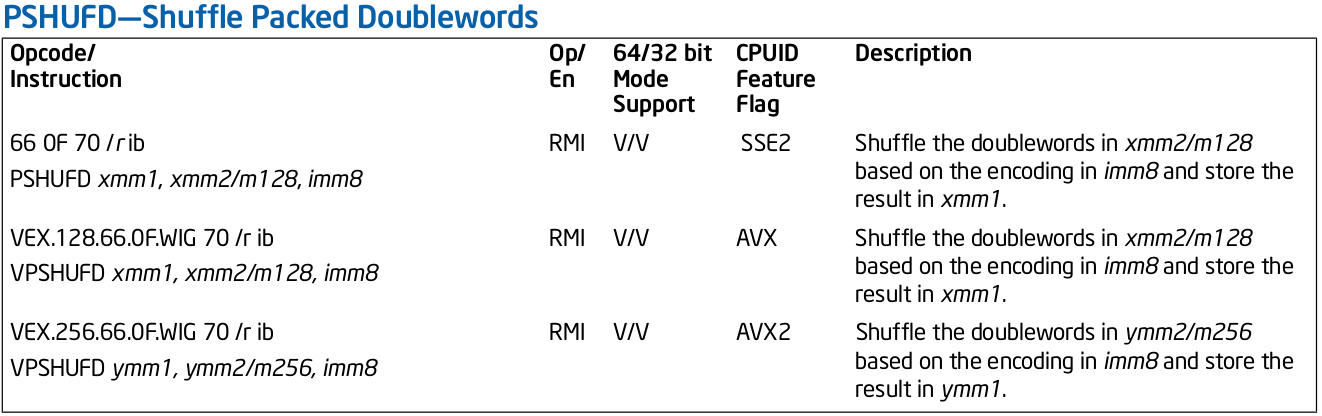 PSHUFD—Shuffle Packed Doublewords
Opcode/ Op/ 64/32 bit CPUID Description
Instruction En Mode Feature
Support Flag
66 0F 70 /r ib RMI V/V SSE2 Shuffle the doublewords in xmm2/m128
PSHUFD xmm1, xmm2/m128, imm8 based on the encoding in imm8 and store the
result in xmm1.
VEX.128.66.0F.WIG 70 /r ib RMI V/V AVX Shuffle the doublewords in xmm2/m128
VPSHUFD xmm1, xmm2/m128, imm8 based on the encoding in imm8 and store the
result in xmm1.
VEX.256.66.0F.WIG 70 /r ib RMI V/V AVX2 Shuffle the doublewords in ymm2/m256
VPSHUFD ymm1, ymm2/m256, imm8 based on the encoding in imm8 and store the
result in ymm1.